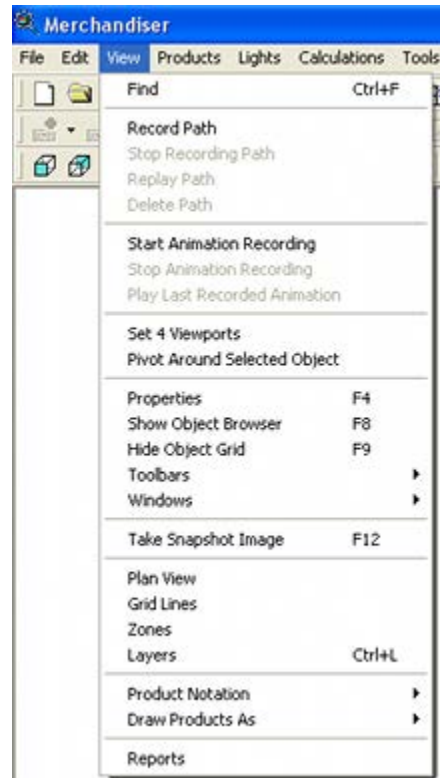 Merchandiser
File Edit View Products Lights Calculations Tools
Find Ctrl+F
Record Path
Stop Recording Path
Replay Path
Delete Path
Start Animation Recording
Stop Animation Recording
Play Last Recorded Animation
Set 4 Viewports
Pivot Around Selected Object
Properties F4
Show Object Browser F8
Hide Object Grid F9
Toolbars
Windows
Take Snapshot Image F12
Plan View
Grid Lines
Zones
Layers Ctrl+L
Product Notation
Draw Products As
Reports